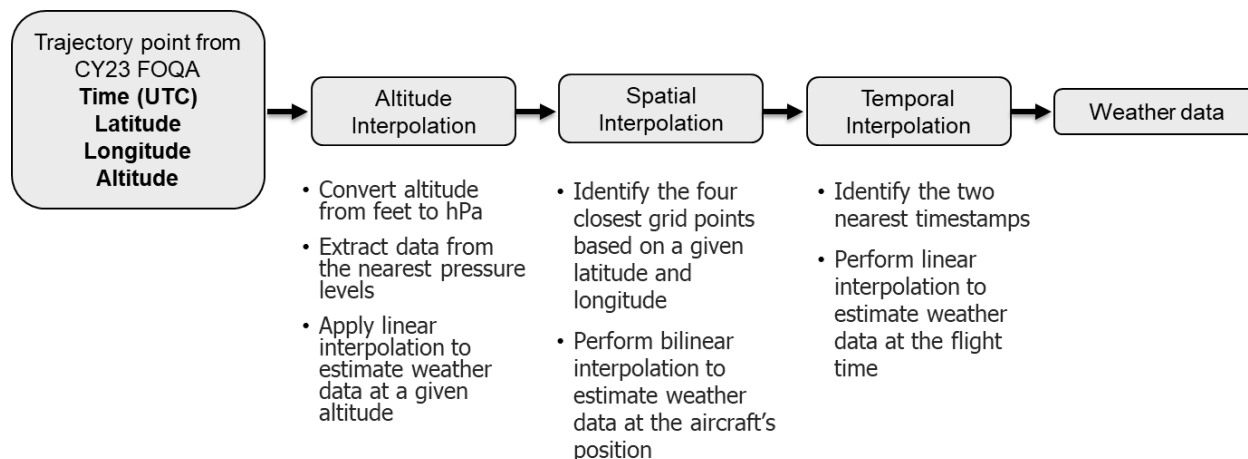 Trajectory point from
CY23 FOQA
Time (UTC)
Latitude
Longitude
Altitude
Altitude
Interpolation
Spatial
Interpolation
Temporal
Interpolation
Weather data
• Convert altitude
from feet to hPa
• Extract data from
the nearest pressure
levels
• Apply linear
interpolation to
estimate weather
data at a given
altitude
• Identify the four
closest grid points
based on a given
latitude and
longitude
• Perform bilinear
interpolation to
estimate weather
data at the aircraft's
position
• Identify the two
nearest timestamps
• Perform linear
interpolation to
estimate weather
data at the flight
time